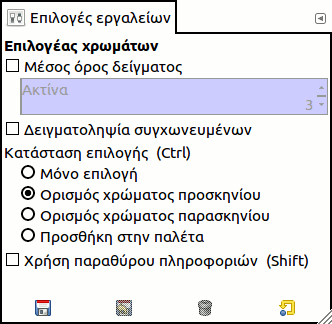 Επιλογές εργαλείων
Επιλογέας χρωμάτων
Μέσος όρος δείγματος
Ακτίνα
3
Δειγματοληψία συγχωνευμένων
Κατάσταση επιλογής (Ctrl)
Μόνο επιλογή
Ορισμός χρώματος προσκηνίου
Ορισμός χρώματος παρασκηνίου
Προσθήκη στην παλέτα
Χρήση παραθύρου πληροφοριών (Shift)